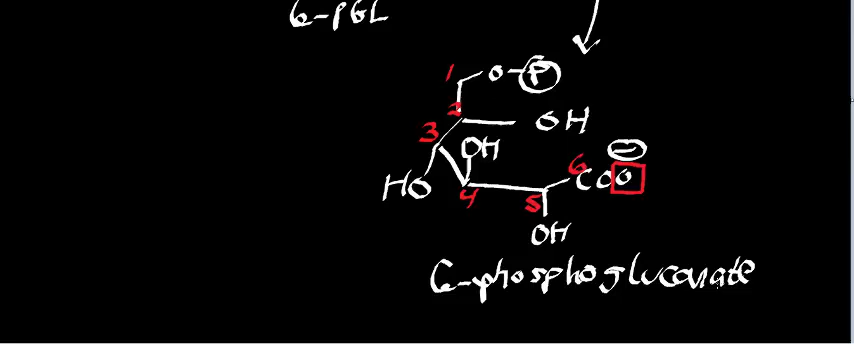 6-PGL
1 O-P
2 OH
3 OH
6 COO -
HO 4 5
OH
6-phosphogluconate